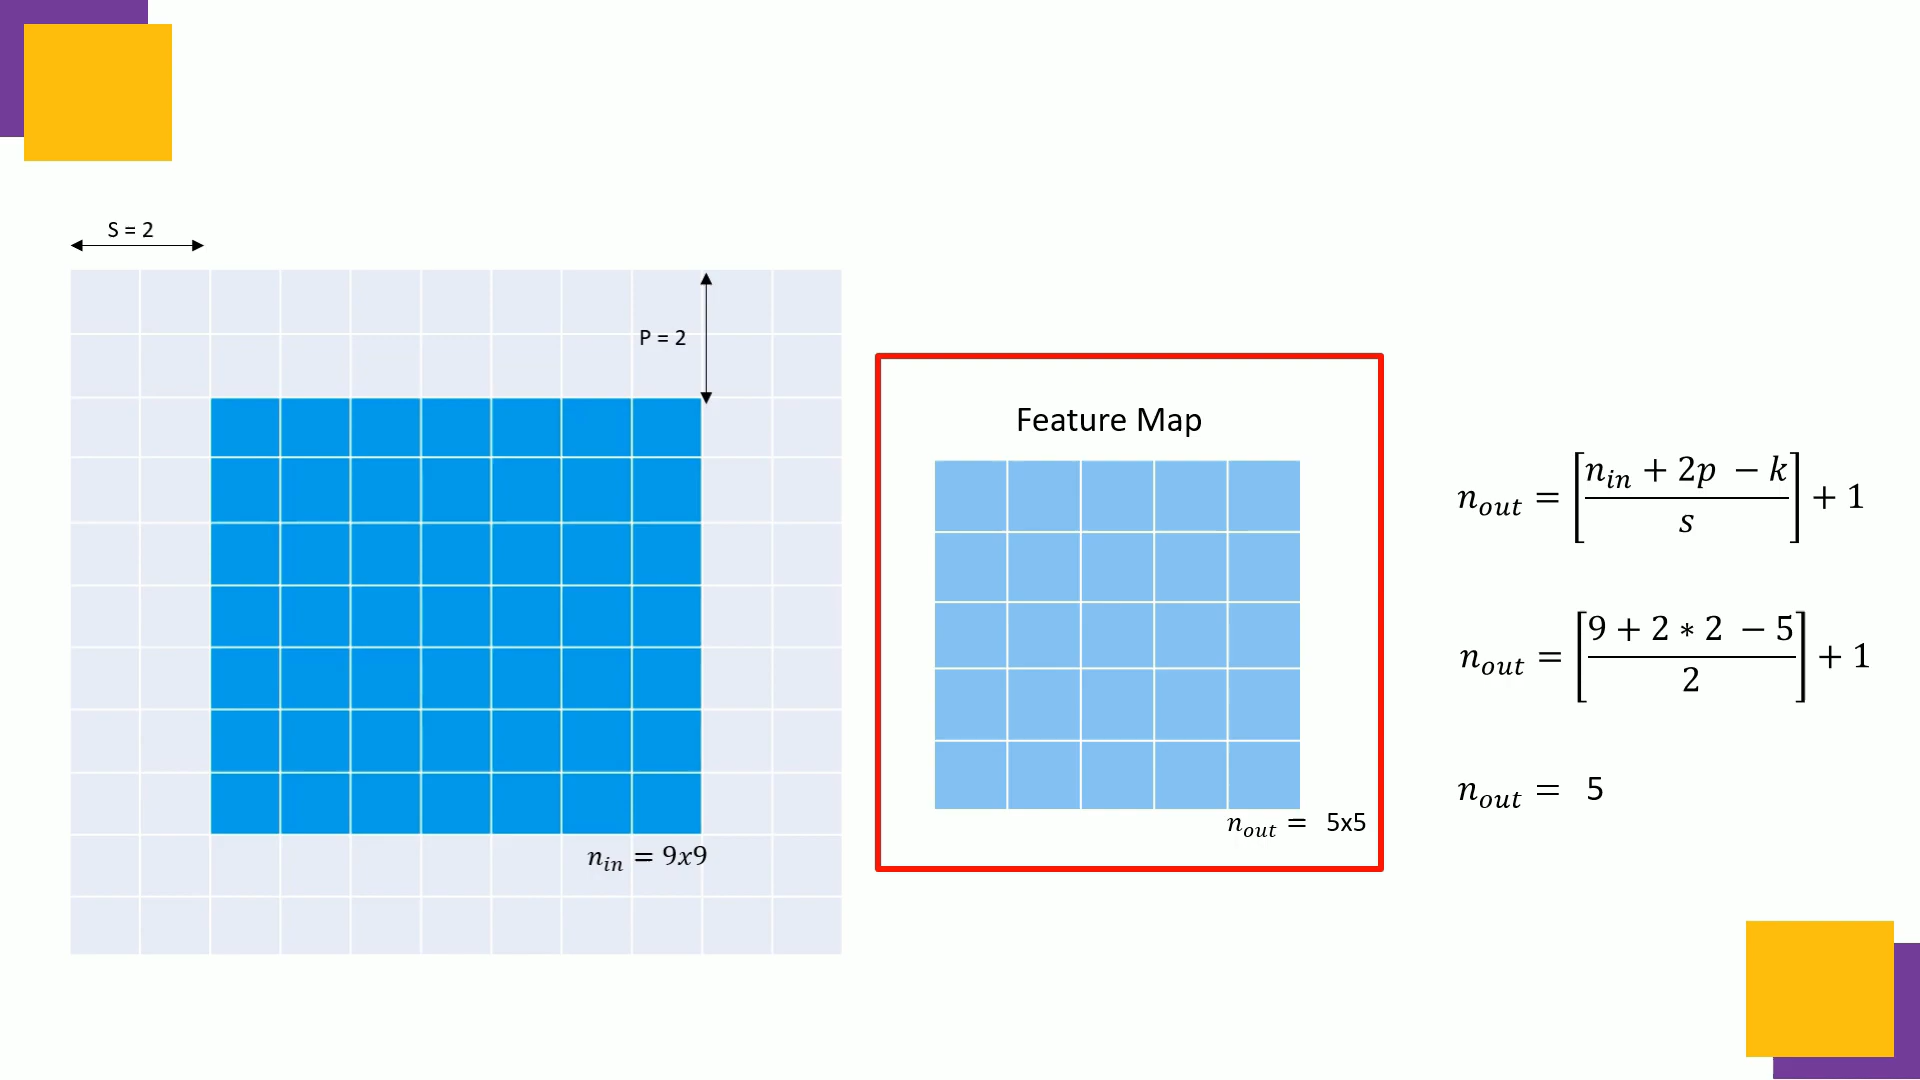 S = 2
P = 2
n_in = 9x9
Feature Map
n_out = 5x5
n_out = [(n_in + 2p − k)/s] + 1
n_out = [(9 + 2 ∗ 2 − 5)/2] + 1
n_out = 5